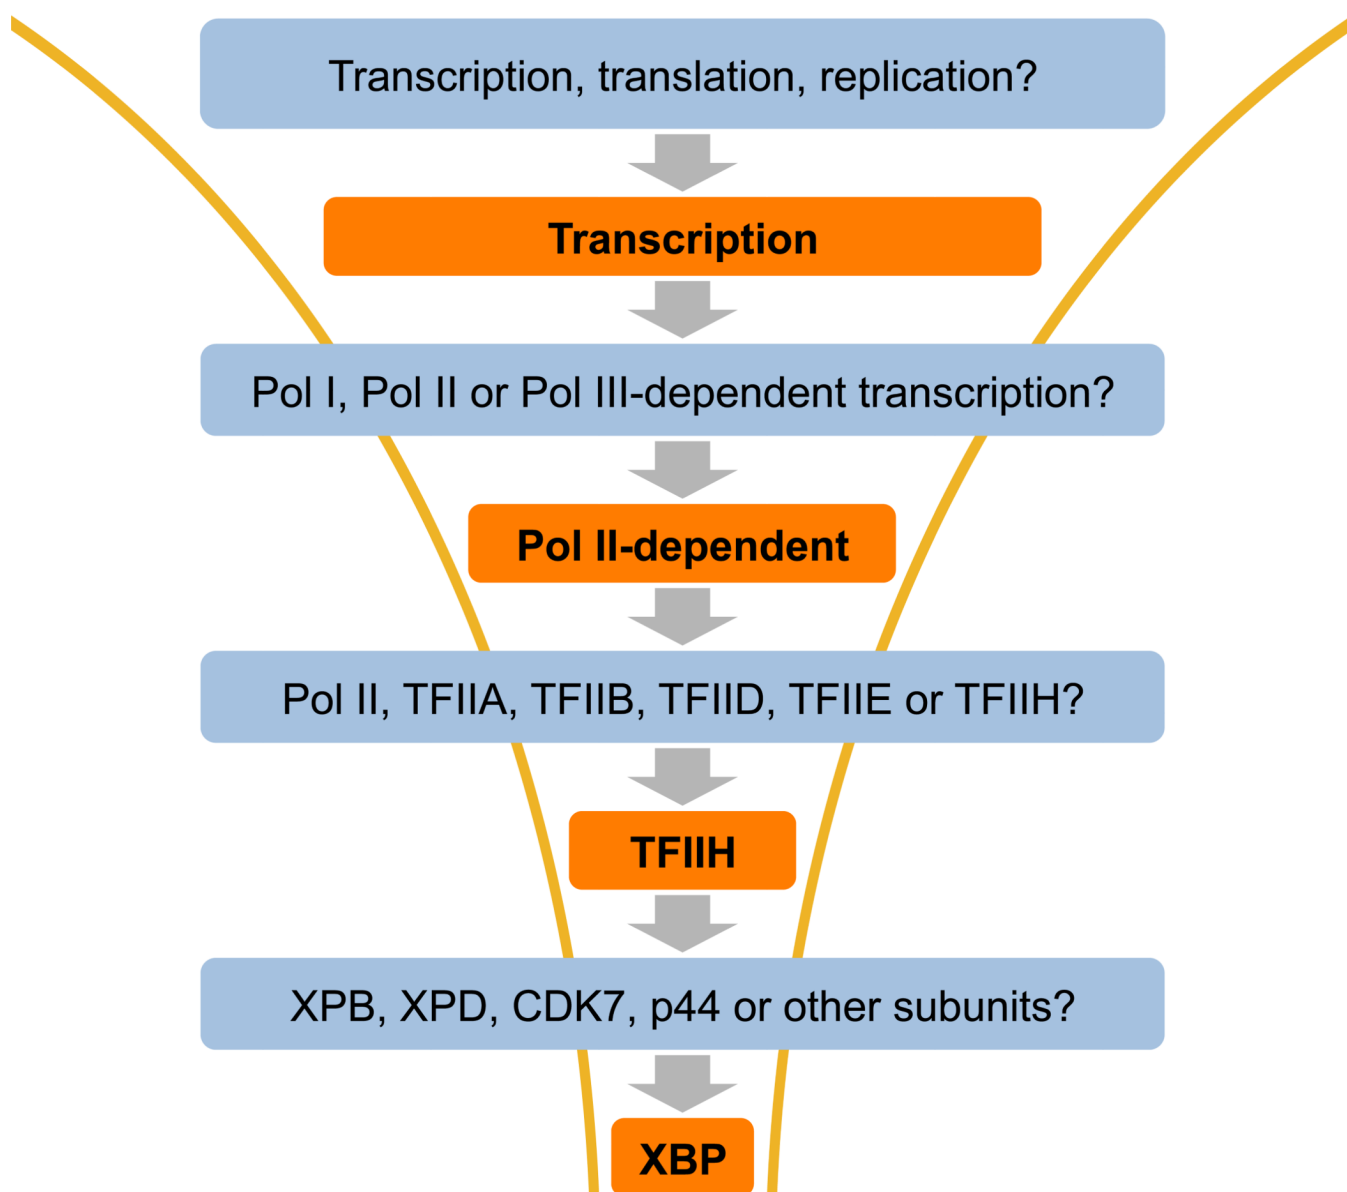 Transcription, translation, replication?
Transcription
Pol I, Pol II or Pol III-dependent transcription?
Pol II-dependent
Pol II, TFIIA, TFIIB, TFIID, TFIIE or TFIIH?
TFIIH
XPB, XPD, CDK7, p44 or other subunits?
XBP